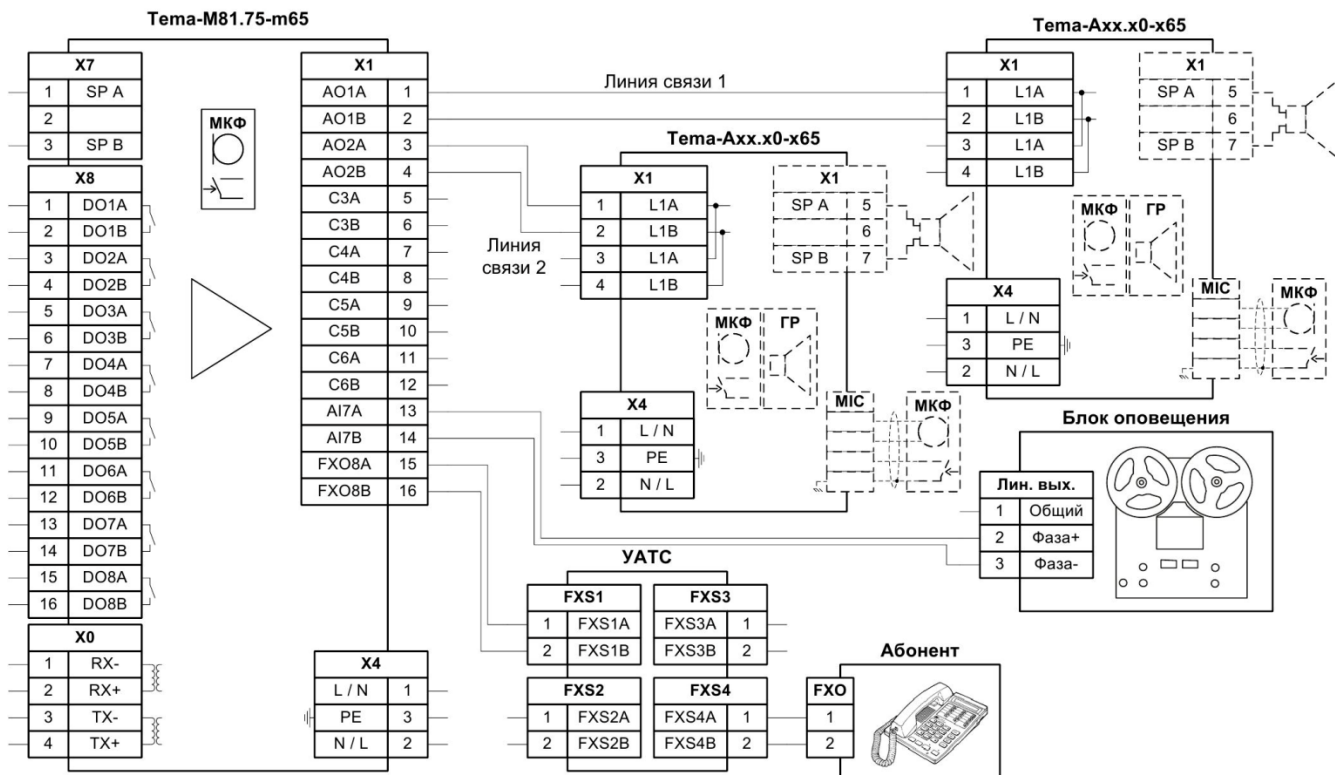 Tema-M81.75-m65
X7
1 SP A
2
3 SP B
X8
1 DO1A
2 DO1B
3 DO2A
4 DO2B
5 DO3A
6 DO3B
7 DO4A
8 DO4B
9 DO5A
10 DO5B
11 DO6A
12 DO6B
13 DO7A
14 DO7B
15 DO8A
16 DO8B
X0
1 RX-
2 RX+
3 TX-
4 TX+
МКФ
X1
AO1A 1
AO1B 2
AO2A 3
AO2B 4
C3A 5
C3B 6
C4A 7
C4B 8
C5A 9
C5B 10
C6A 11
C6B 12
AI7A 13
AI7B 14
FXO8A 15
FXO8B 16
X4
L / N 1
PE 3
N / L 2
Линия связи 1
Линия
связи 2
Tema-Axx.x0-x65
X1
1 L1A
2 L1B
3 L1A
4 L1B
X1
SP A 5
6
SP B 7
МКФ ГР
X4
1 L / N
3 PE
2 N / L
MIC
МКФ
Tema-Axx.x0-x65
X1
1 L1A
2 L1B
3 L1A
4 L1B
X1
SP A 5
6
SP B 7
МКФ ГР
X4
1 L / N
3 PE
2 N / L
MIC
МКФ
Блок оповещения
Лин. вых.
1 Общий
2 Фаза+
3 Фаза-
УАТС
FXS1
1 FXS1A
2 FXS1B
FXS3
FXS3A 1
FXS3B 2
FXS2
1 FXS2A
2 FXS2B
FXS4
FXS4A 1
FXS4B 2
Абонент
FXO
1
2